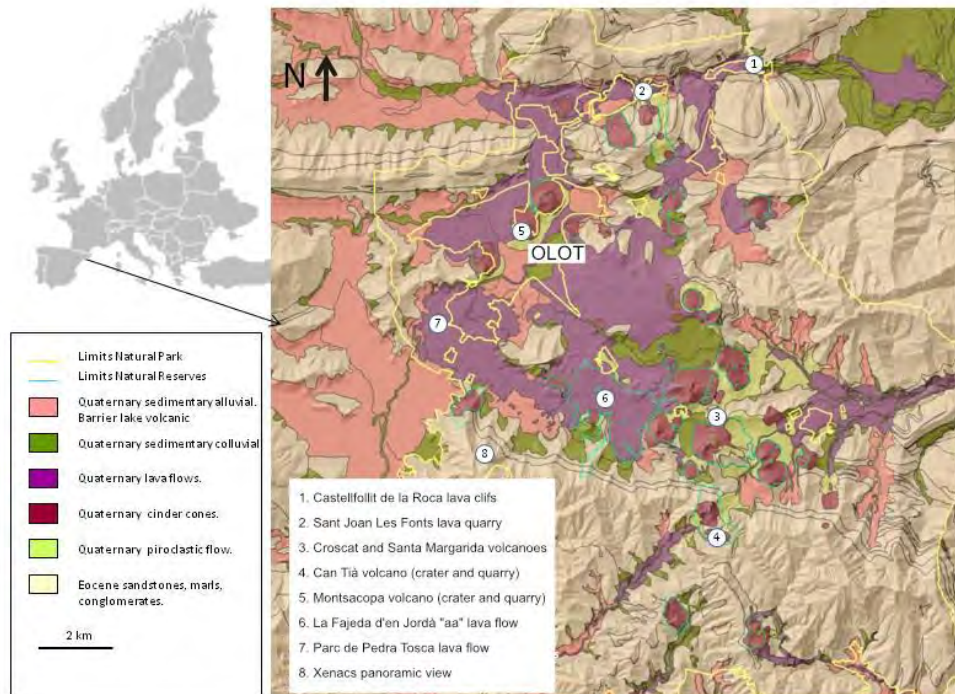 N
1
2
5
OLOT
7
6
3
8
4
Limits Natural Park
Limits Natural Reserves
Quaternary sedimentary alluvial.
Barrier lake volcanic
Quaternary sedimentary colluvial
Quaternary lava flows.
Quaternary cinder cones.
Quaternary piroclastic flow.
Eocene sandstones, marls,
conglomerates.
2 km
1. Castellfollit de la Roca lava clifs
2. Sant Joan Les Fonts lava quarry
3. Croscat and Santa Margarida volcanoes
4. Can Tià volcano (crater and quarry)
5. Montsacopa volcano (crater and quarry)
6. La Fajeda d'en Jordà "aa" lava flow
7. Parc de Pedra Tosca lava flow
8. Xenacs panoramic view